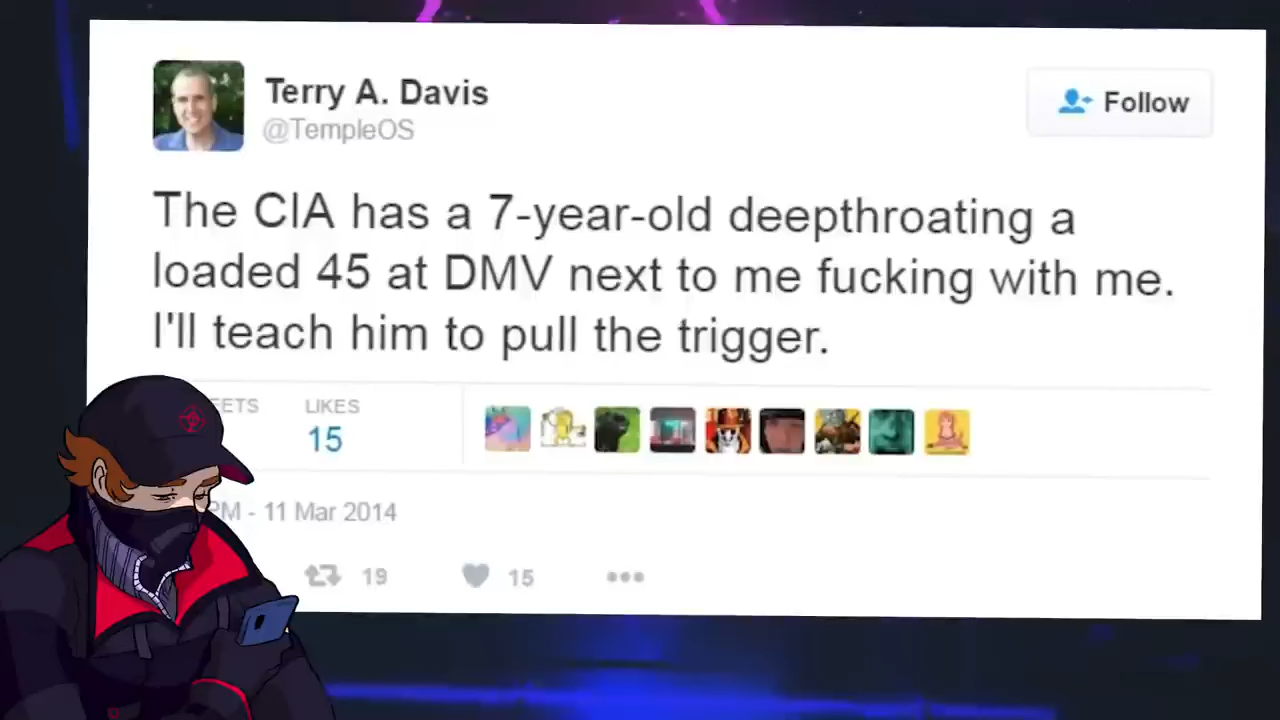 Terry A. Davis
@TempleOS
Follow
The CIA has a 7-year-old deepthroating a
loaded 45 at DMV next to me fucking with me.
I'll teach him to pull the trigger.
LIKES
15
PM - 11 Mar 2014
19
15